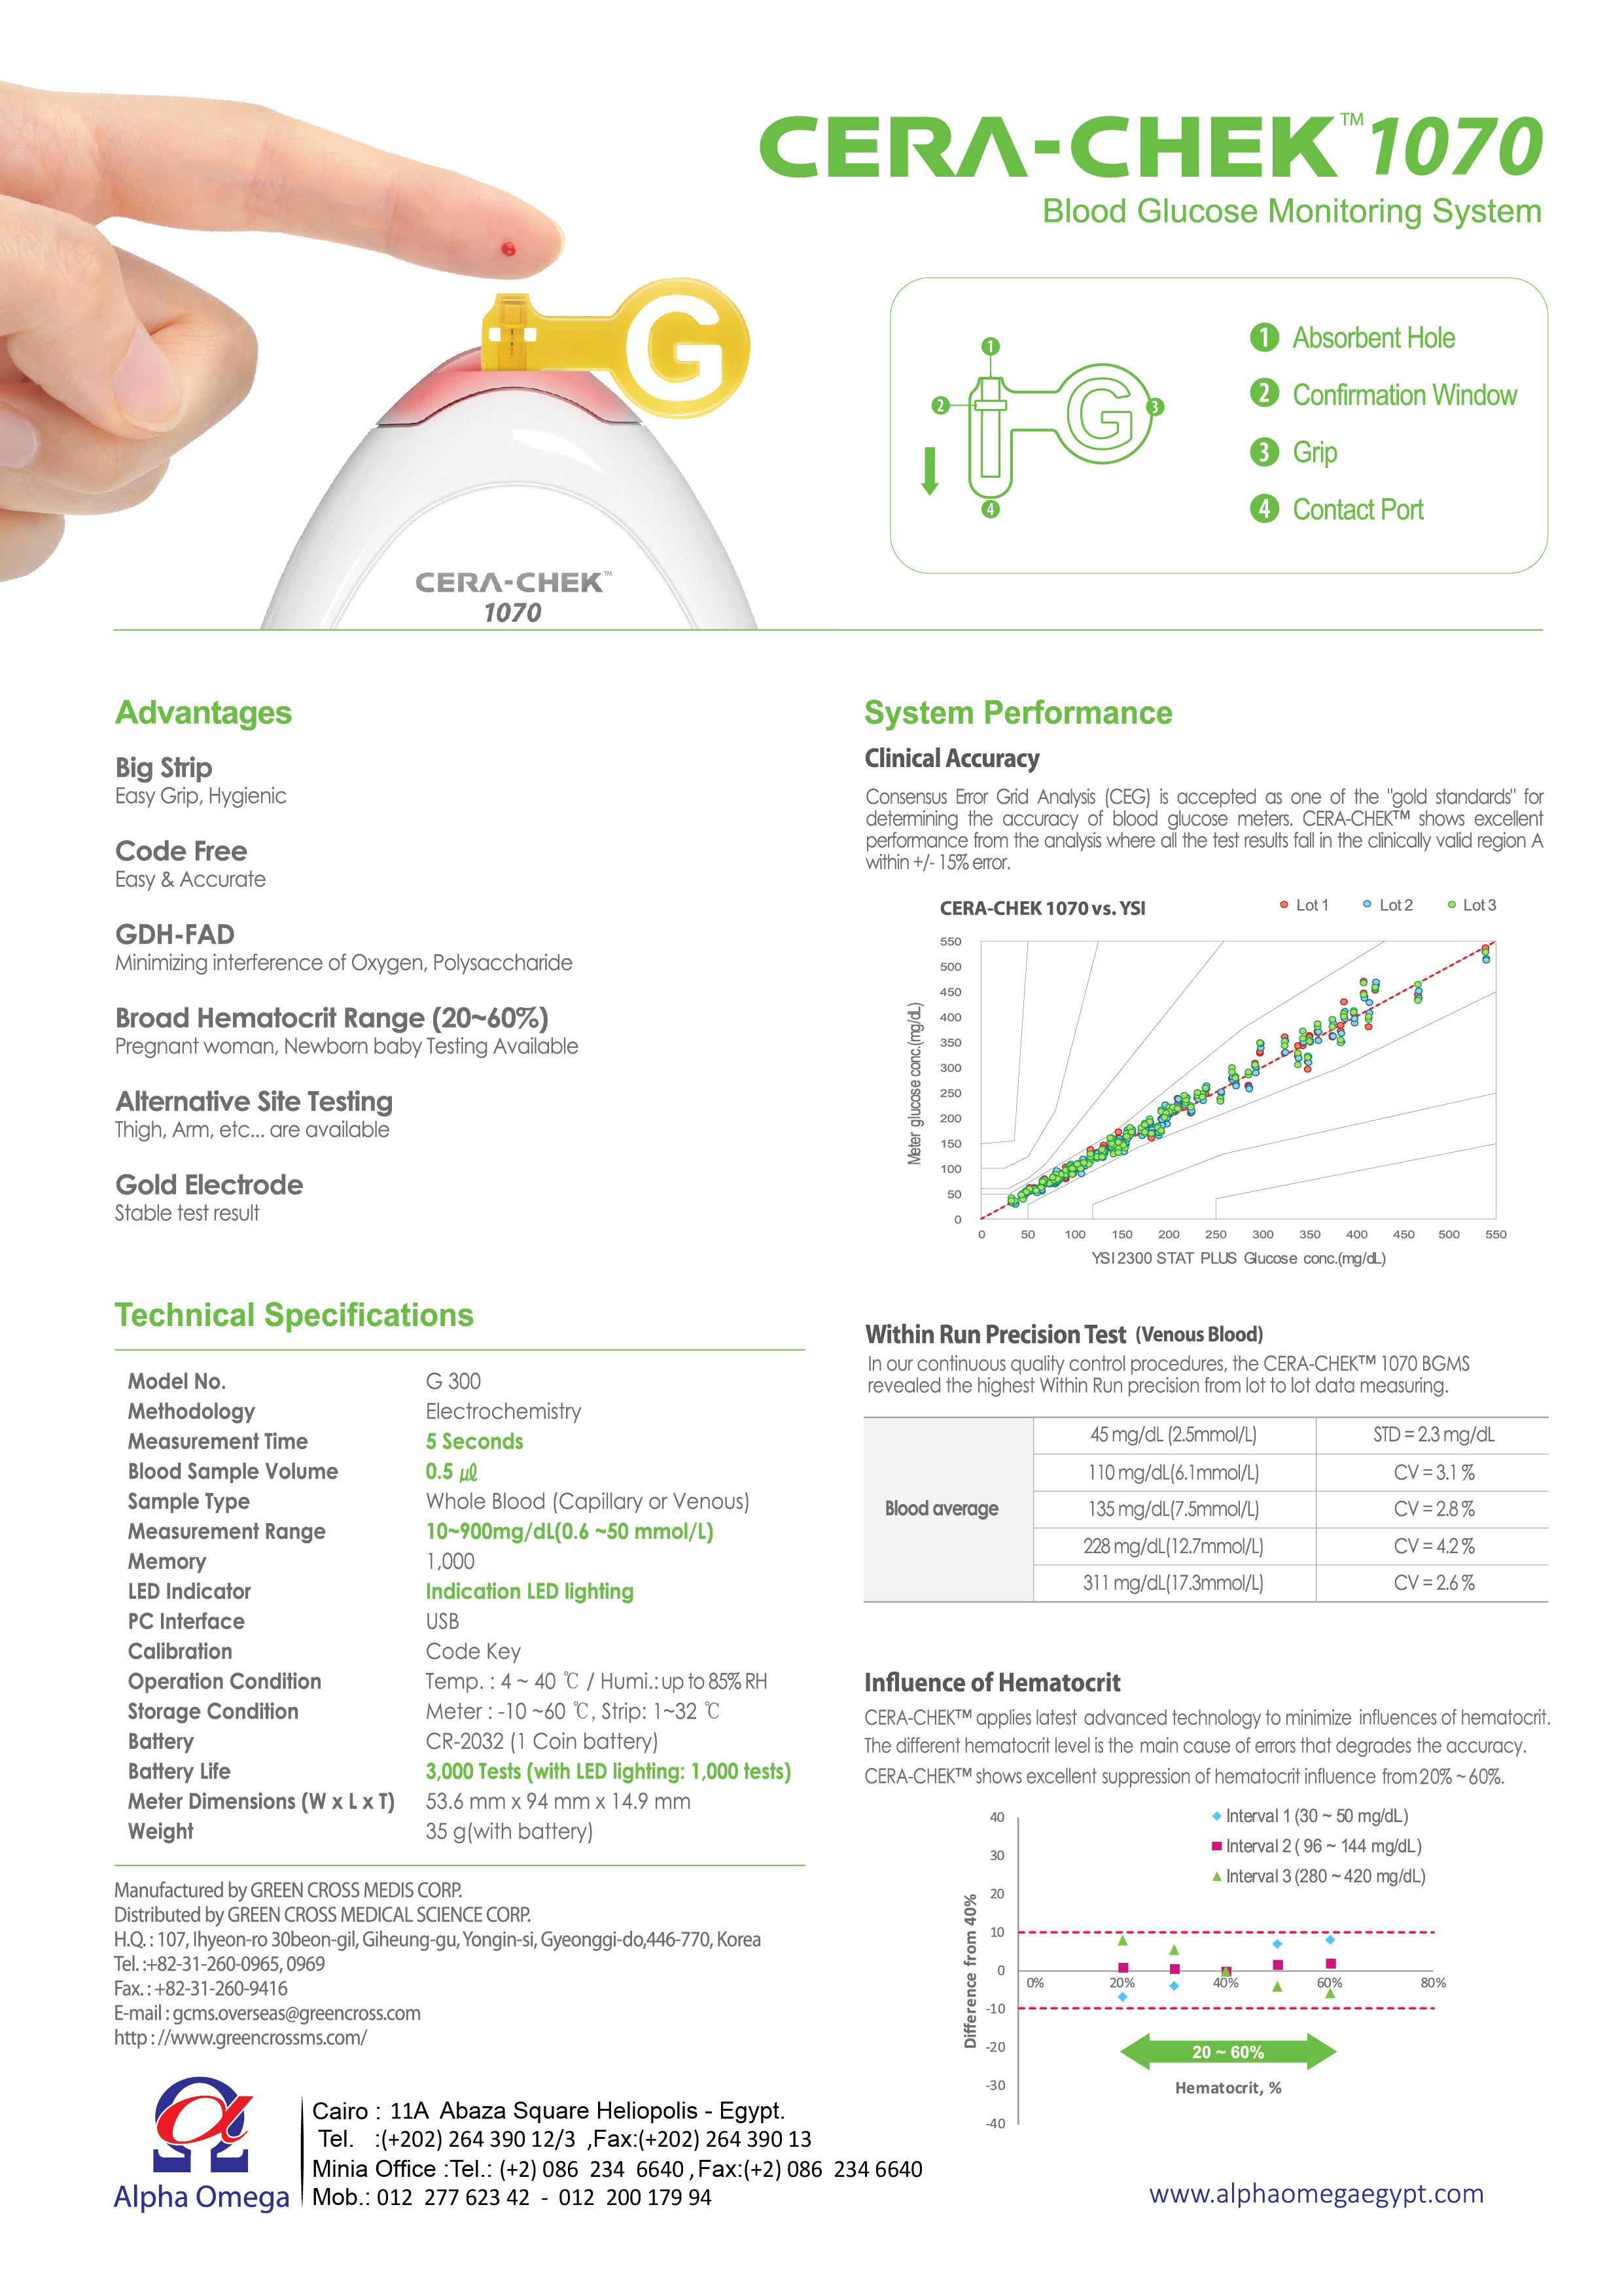 CERA-CHEK™ 1070
Blood Glucose Monitoring System
G
CERA-CHEK™
1070
1
2
G
3
4
1 Absorbent Hole
2 Confirmation Window
3 Grip
4 Contact Port
Advantages
Big Strip
Easy Grip, Hygienic
Code Free
Easy & Accurate
GDH-FAD
Minimizing interference of Oxygen, Polysaccharide
Broad Hematocrit Range (20~60%)
Pregnant woman, Newborn baby Testing Available
Alternative Site Testing
Thigh, Arm, etc... are available
Gold Electrode
Stable test result
Technical Specifications
Model No. G 300
Methodology Electrochemistry
Measurement Time 5 Seconds
Blood Sample Volume 0.5 ㎕
Sample Type Whole Blood (Capillary or Venous)
Measurement Range 10~900mg/dL(0.6 ~50 mmol/L)
Memory 1,000
LED Indicator Indication LED lighting
PC Interface USB
Calibration Code Key
Operation Condition Temp. : 4 ~ 40 ℃ / Humi.: up to 85% RH
Storage Condition Meter : -10 ~60 ℃, Strip: 1~32 ℃
Battery CR-2032 (1 Coin battery)
Battery Life 3,000 Tests (with LED lighting: 1,000 tests)
Meter Dimensions (W x L x T) 53.6 mm x 94 mm x 14.9 mm
Weight 35 g(with battery)
Manufactured by GREEN CROSS MEDIS CORP.
Distributed by GREEN CROSS MEDICAL SCIENCE CORP.
H.Q. : 107, Ihyeon-ro 30beon-gil, Giheung-gu, Yongin-si, Gyeonggi-do,446-770, Korea
Tel. :+82-31-260-0965, 0969
Fax. : +82-31-260-9416
E-mail : gcms.overseas@greencross.com
http : //www.greencrossms.com/
System Performance
Clinical Accuracy
Consensus Error Grid Analysis (CEG) is accepted as one of the "gold standards" for
determining the accuracy of blood glucose meters. CERA-CHEK™ shows excellent
performance from the analysis where all the test results fall in the clinically valid region A
within +/- 15% error.
CERA-CHEK 1070 vs. YSI
Lot 1 Lot 2 Lot 3
Meter glucose conc.(mg/dL)
550
500
450
400
350
300
250
200
150
100
50
0
0 50 100 150 200 250 300 350 400 450 500 550
YSI 2300 STAT PLUS Glucose conc.(mg/dL)
Within Run Precision Test (Venous Blood)
In our continuous quality control procedures, the CERA-CHEK™ 1070 BGMS
revealed the highest Within Run precision from lot to lot data measuring.
Blood average
45 mg/dL (2.5mmol/L) STD = 2.3 mg/dL
110 mg/dL(6.1mmol/L) CV = 3.1 %
135 mg/dL(7.5mmol/L) CV = 2.8 %
228 mg/dL(12.7mmol/L) CV = 4.2 %
311 mg/dL(17.3mmol/L) CV = 2.6 %
Influence of Hematocrit
CERA-CHEK™ applies latest advanced technology to minimize influences of hematocrit.
The different hematocrit level is the main cause of errors that degrades the accuracy.
CERA-CHEK™ shows excellent suppression of hematocrit influence from 20% ~ 60%.
Interval 1 (30 ~ 50 mg/dL)
Interval 2 ( 96 ~ 144 mg/dL)
Interval 3 (280 ~ 420 mg/dL)
Difference from 40%
40
30
20
10
0
-10
-20
-30
-40
0% 20% 40% 60% 80%
20 ~ 60%
Hematocrit, %
Alpha Omega
Cairo : 11A Abaza Square Heliopolis - Egypt.
Tel. :(+202) 264 390 12/3 ,Fax:(+202) 264 390 13
Minia Office :Tel.: (+2) 086 234 6640 , Fax:(+2) 086 234 6640
Mob.: 012 277 623 42 - 012 200 179 94
www.alphaomegaegypt.com